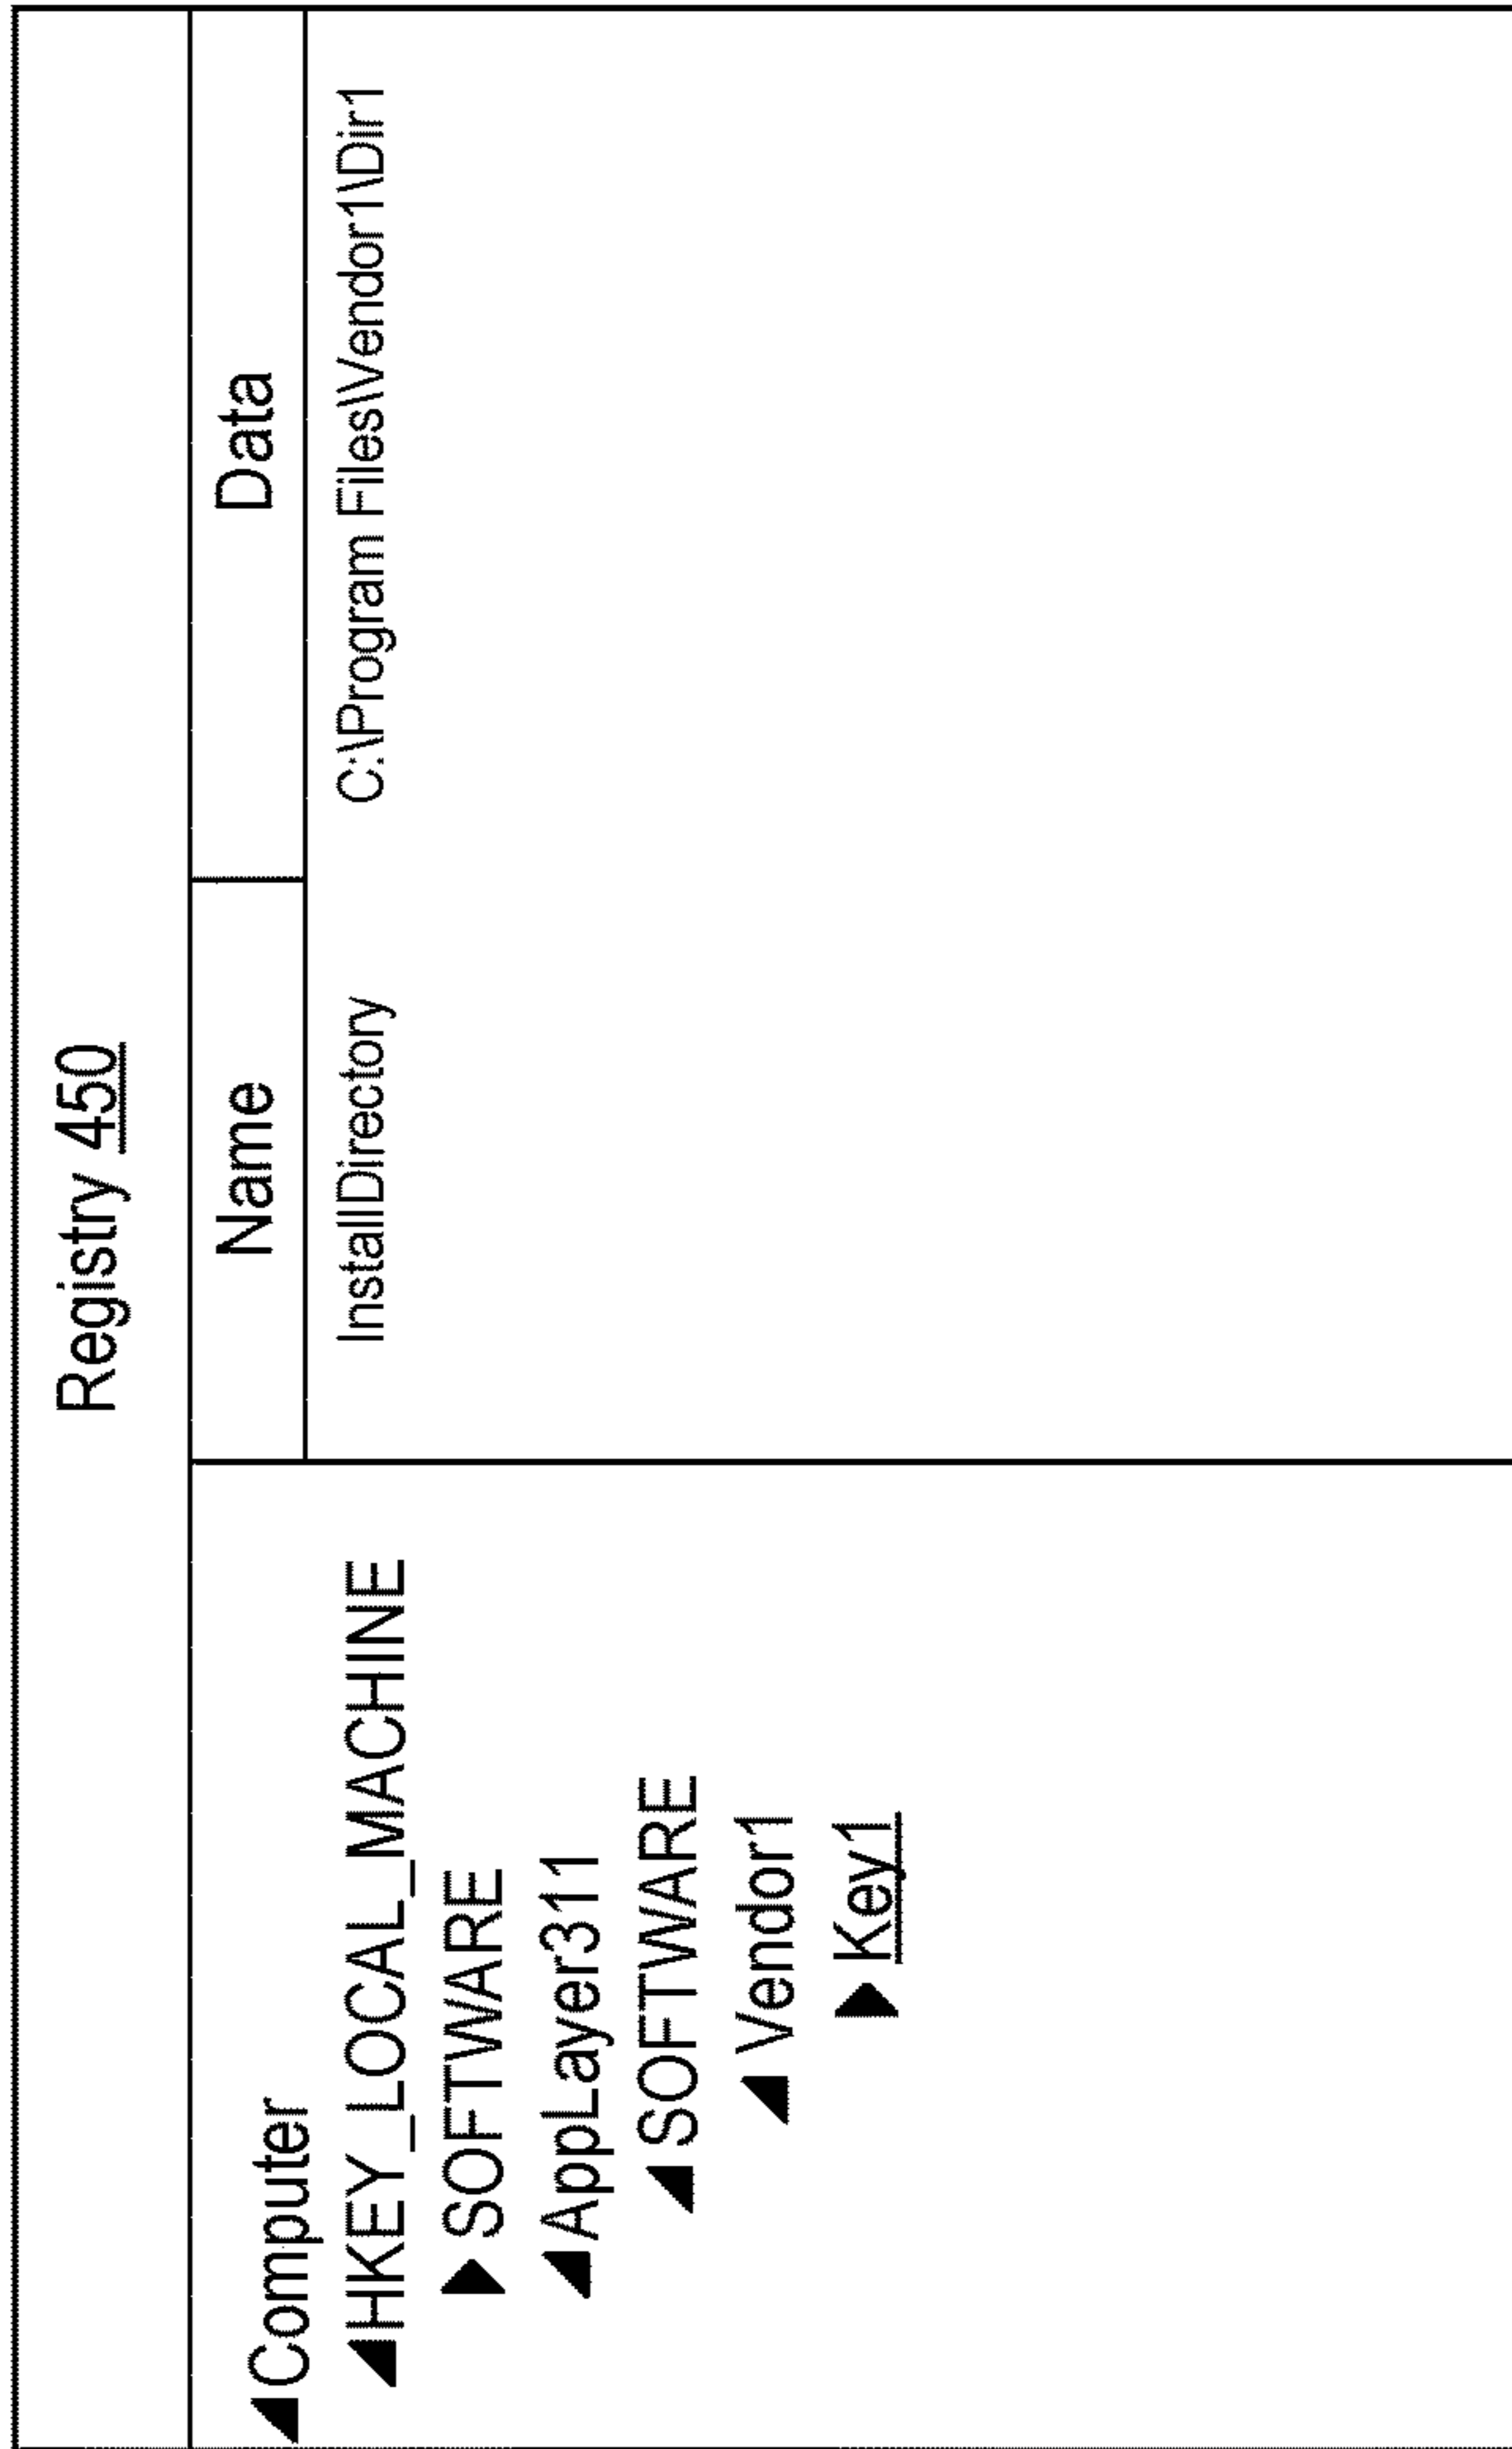 Registry 450
Name Data
InstallDirectory C:\Program Files\Vendor1\Dir1
Computer
HKEY_LOCAL_MACHINE
SOFTWARE
AppLayer311
SOFTWARE
Vendor1
Key1